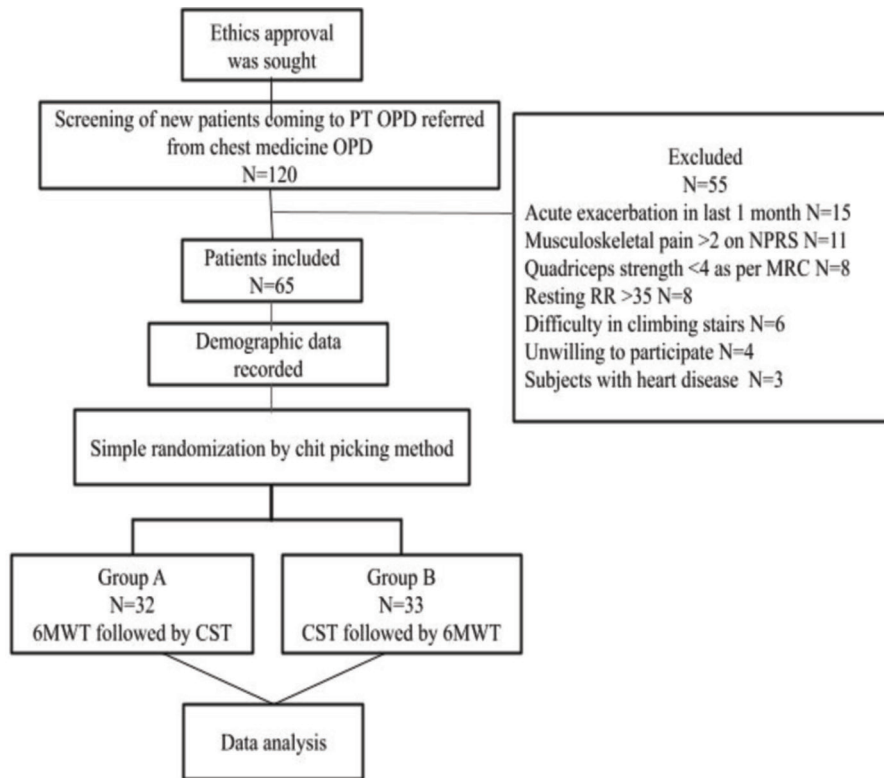 Ethics approval
was sought
Screening of new patients coming to PT OPD referred
from chest medicine OPD
N=120
Excluded
N=55
Acute exacerbation in last 1 month N=15
Musculoskeletal pain >2 on NPRS N=11
Quadriceps strength <4 as per MRC N=8
Resting RR >35 N=8
Difficulty in climbing stairs N=6
Unwilling to participate N=4
Subjects with heart disease N=3
Patients included
N=65
Demographic data
recorded
Simple randomization by chit picking method
Group A
N=32
6MWT followed by CST
Group B
N=33
CST followed by 6MWT
Data analysis